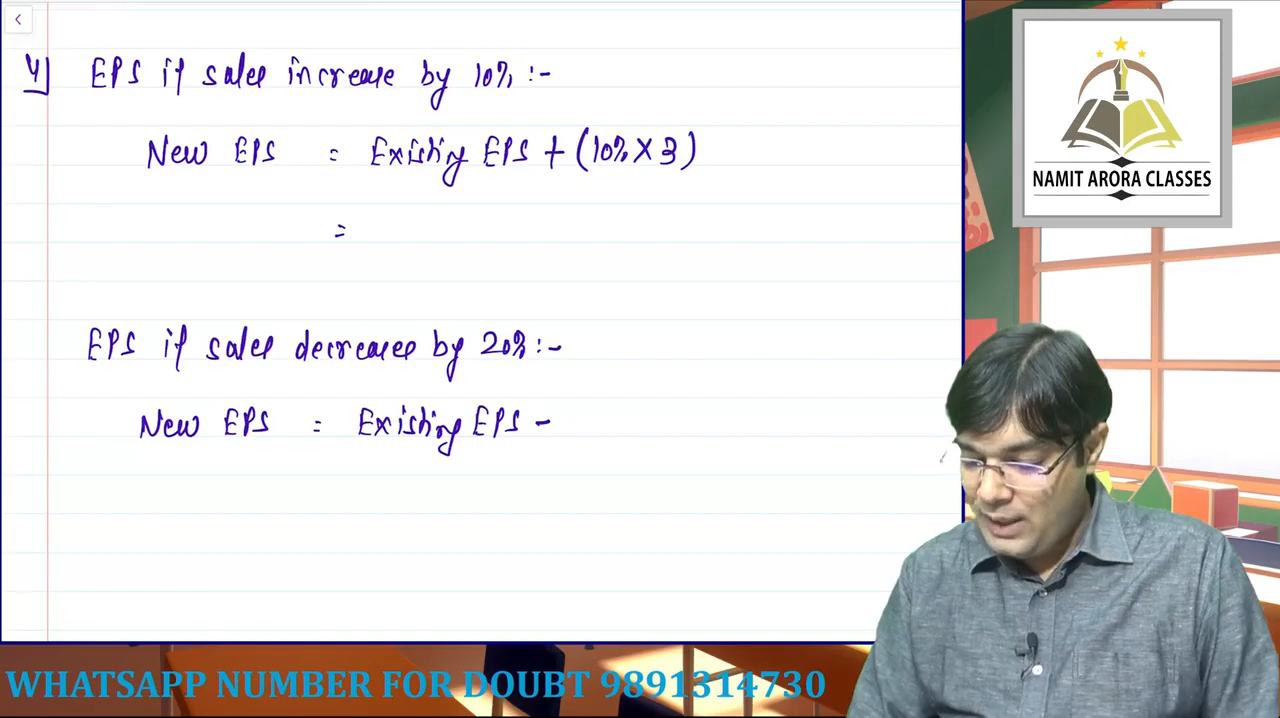 4] EPS if sales increase by 10% :-
New EPS = Existing EPS + (10% X 3)
=
EPS if sales decreases by 20% :-
New EPS = Existing EPS -
NAMIT ARORA CLASSES
WHATSAPP NUMBER FOR DOUBT 9891314730